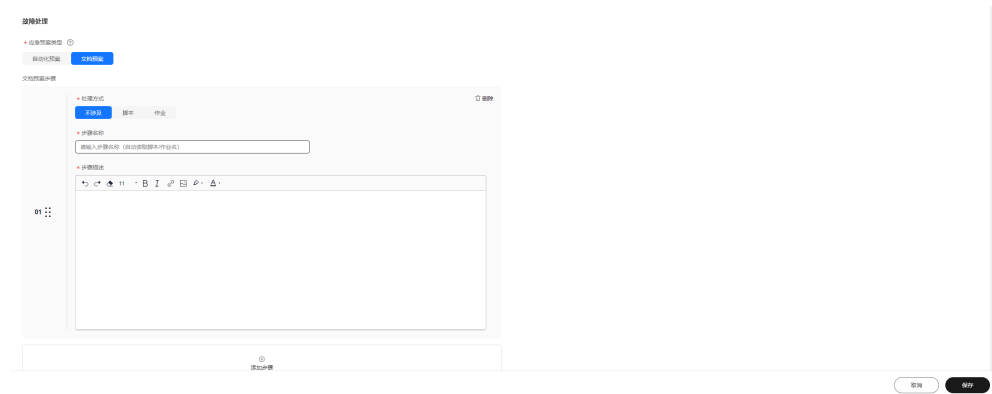 故障处理
* 应急预案类型
自动化预案 文档预案
文档预案步骤
* 处理方式
删除
不涉及 脚本 作业
* 步骤名称
请输入步骤名称（自动读取脚本/作业名）
* 步骤描述
11 B I A
01
添加步骤
取消 保存